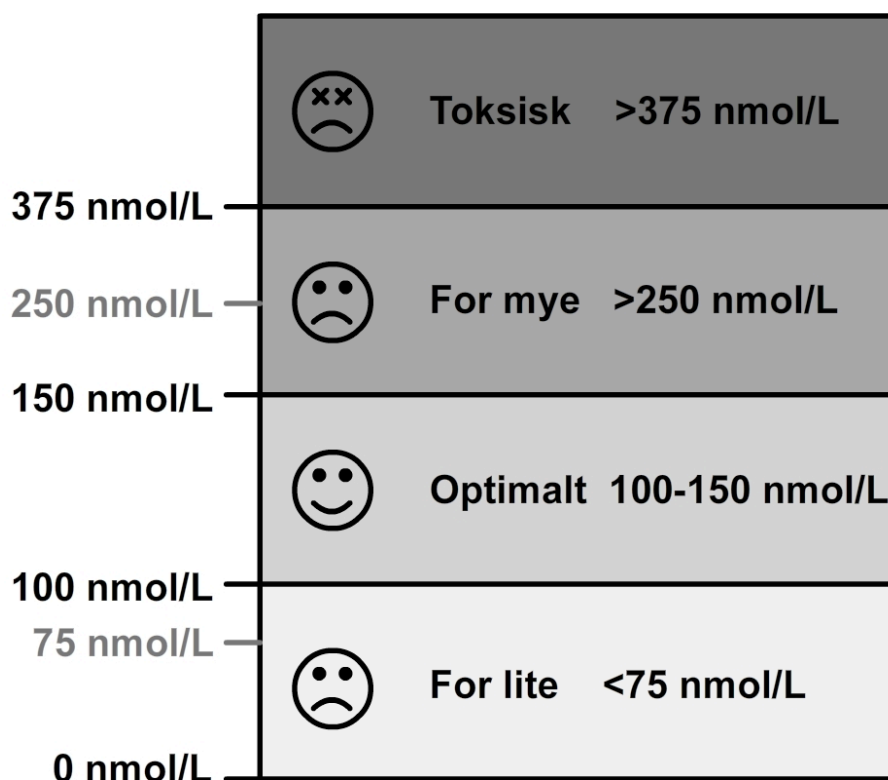 Toksisk >375 nmol/L
375 nmol/L
250 nmol/L
For mye >250 nmol/L
150 nmol/L
Optimalt 100-150 nmol/L
100 nmol/L
75 nmol/L
For lite <75 nmol/L
0 nmol/L